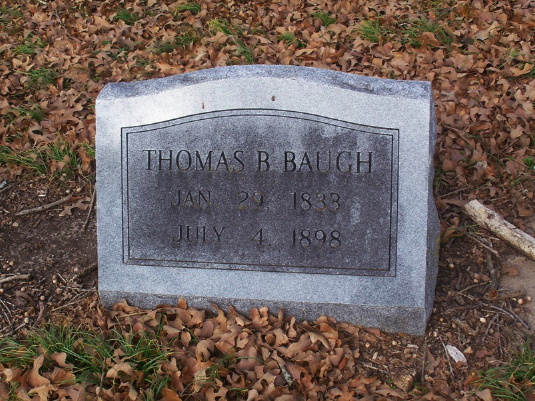 THOMAS B. BAUGH
JAN. 29, 1833
JULY 4, 1898